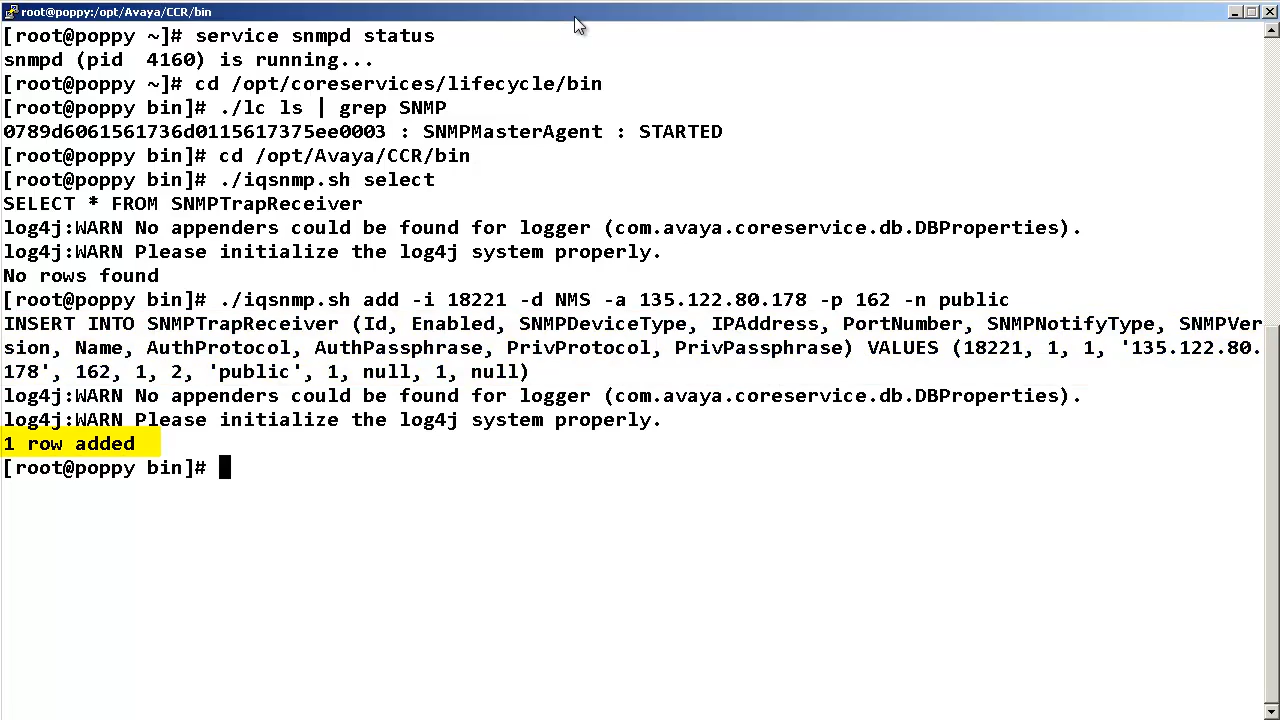 root@poppy:/opt/Avaya/CCR/bin
[root@poppy ~]# service snmpd status
snmpd (pid  4160) is running...
[root@poppy ~]# cd /opt/coreservices/lifecycle/bin
[root@poppy bin]# ./lc ls | grep SNMP
0789d6061561736d0115617375ee0003 : SNMPMasterAgent : STARTED
[root@poppy bin]# cd /opt/Avaya/CCR/bin
[root@poppy bin]# ./iqsnmp.sh select
SELECT * FROM SNMPTrapReceiver
log4j:WARN No appenders could be found for logger (com.avaya.coreservice.db.DBProperties).
log4j:WARN Please initialize the log4j system properly.
No rows found
[root@poppy bin]# ./iqsnmp.sh add -i 18221 -d NMS -a 135.122.80.178 -p 162 -n public
INSERT INTO SNMPTrapReceiver (Id, Enabled, SNMPDeviceType, IPAddress, PortNumber, SNMPNotifyType, SNMPVer
sion, Name, AuthProtocol, AuthPassphrase, PrivProtocol, PrivPassphrase) VALUES (18221, 1, 1, '135.122.80.
178', 162, 1, 2, 'public', 1, null, 1, null)
log4j:WARN No appenders could be found for logger (com.avaya.coreservice.db.DBProperties).
log4j:WARN Please initialize the log4j system properly.
1 row added
[root@poppy bin]#